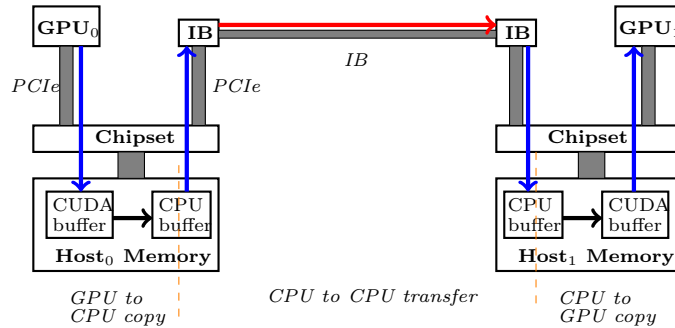 GPU₀
IB
IB
GPU₁
PCIe
PCIe
IB
Chipset
Chipset
CUDA
buffer
CPU
buffer
CPU
buffer
CUDA
buffer
Host₀ Memory
Host₁ Memory
GPU to
CPU copy
CPU to CPU transfer
CPU to
GPU copy